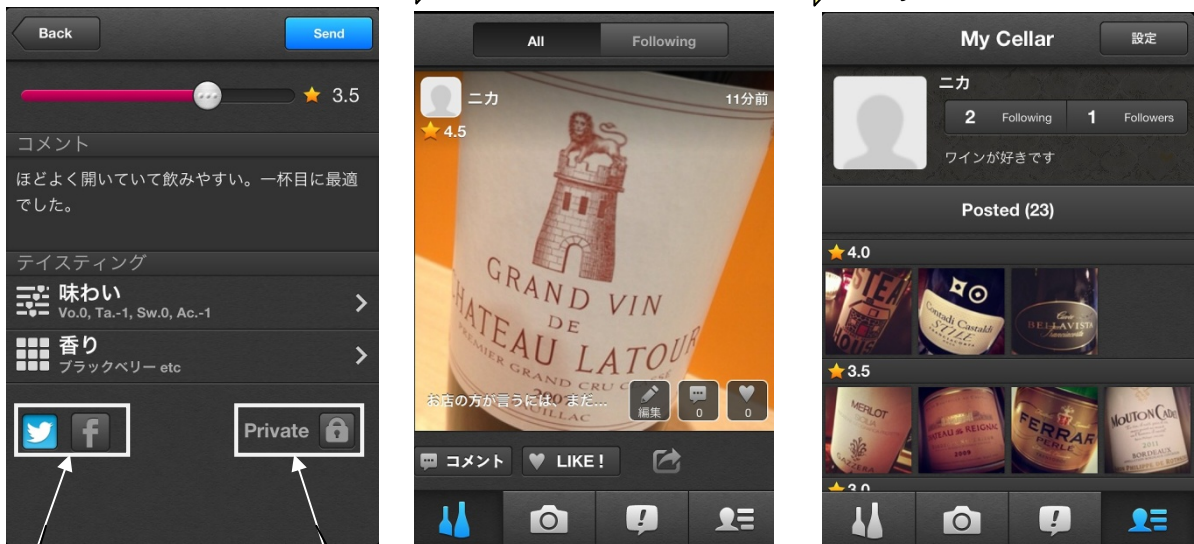 Back
Send
3.5
コメント
ほどよく開いていて飲みやすい。一杯目に最適
でした。
テイスティング
味わい
Vo.0, Ta.-1, Sw.0, Ac.-1
香り
ブラックベリー etc
Private
All
Following
ニカ
11分前
4.5
GRAND VIN
DE
CHATEAU LATOUR
PREMIER GRAND CRU
PAUILLAC
お店の方が言うには、まだ...
編集
0
0
コメント
LIKE!
My Cellar
設定
ニカ
2 Following
1 Followers
ワインが好きです
Posted (23)
4.0
Contadi Castaldi
BELLAVISTA
3.5
MERLOT
FERRAR
PERLE
MOUTON CADE
2011
BORDEAUX
3.0